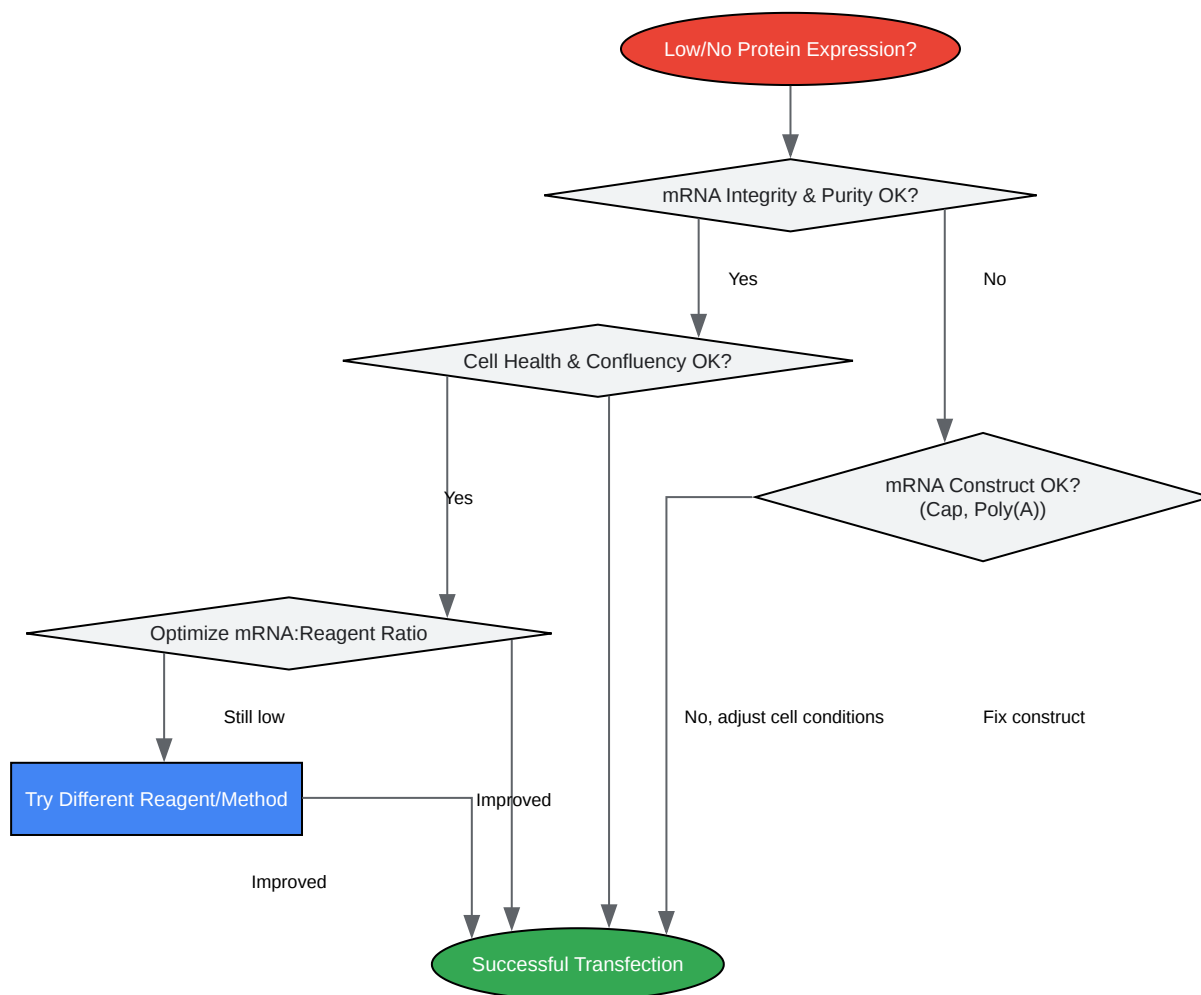 Low/No Protein Expression?
mRNA Integrity & Purity OK?
Yes
No
Cell Health & Confluency OK?
mRNA Construct OK?
(Cap, Poly(A))
Yes
Optimize mRNA:Reagent Ratio
Still low
No, adjust cell conditions
Fix construct
Try Different Reagent/Method
Improved
Improved
Successful Transfection